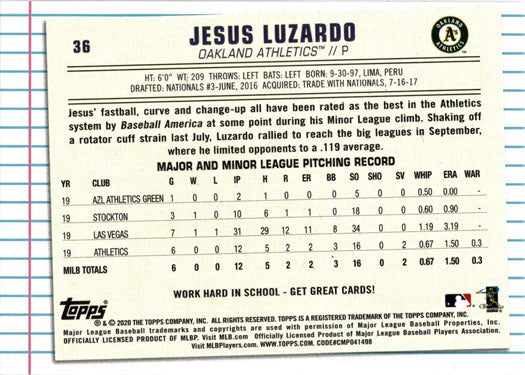 36
JESUS LUZARDO
OAKLAND ATHLETICS™ // P
OAKLAND
A's
ATHLETICS
HT: 6'0" WT: 209 THROWS: LEFT BATS: LEFT BORN: 9-30-97, LIMA, PERU
DRAFTED: NATIONALS #3-JUNE, 2016 ACQUIRED: TRADE WITH NATIONALS, 7-16-17
Jesus' fastball, curve and change-up all have been rated as the best in the Athletics
system by Baseball America at some point during his Minor League climb. Shaking off
a rotator cuff strain last July, Luzardo rallied to reach the big leagues in September,
where he limited opponents to a .119 average.
MAJOR AND MINOR LEAGUE PITCHING RECORD
YR CLUB G W L IP H R ER BB SO SHO SV WHIP ERA WAR
19 AZL ATHLETICS GREEN 1 0 0 2 1 0 0 0 5 0 0 0.50 0.00 -
19 STOCKTON 3 1 0 10 6 1 1 0 18 0 0 0.60 0.90 -
19 LAS VEGAS 7 1 1 31 29 12 11 8 34 0 0 1.19 3.19 -
19 ATHLETICS 6 0 0 12 5 2 2 3 16 0 2 0.67 1.50 0.3
MLB TOTALS 6 0 0 12 5 2 2 3 16 0 2 0.67 1.50 0.3
WORK HARD IN SCHOOL - GET GREAT CARDS!
topps
® & © 2020 THE TOPPS COMPANY, INC. ALL RIGHTS RESERVED. TOPPS IS A REGISTERED TRADEMARK OF THE TOPPS COMPANY, INC.
Major League Baseball trademarks and copyrights are used with permission of Major League Baseball Properties, Inc.
OFFICIALLY LICENSED PRODUCT OF MLBP. Visit MLB.com Officially Licensed Product of Major League Baseball Players Association.
Visit MLBPlayers.com. WWW.TOPPS.COM. CODE#CMP041498